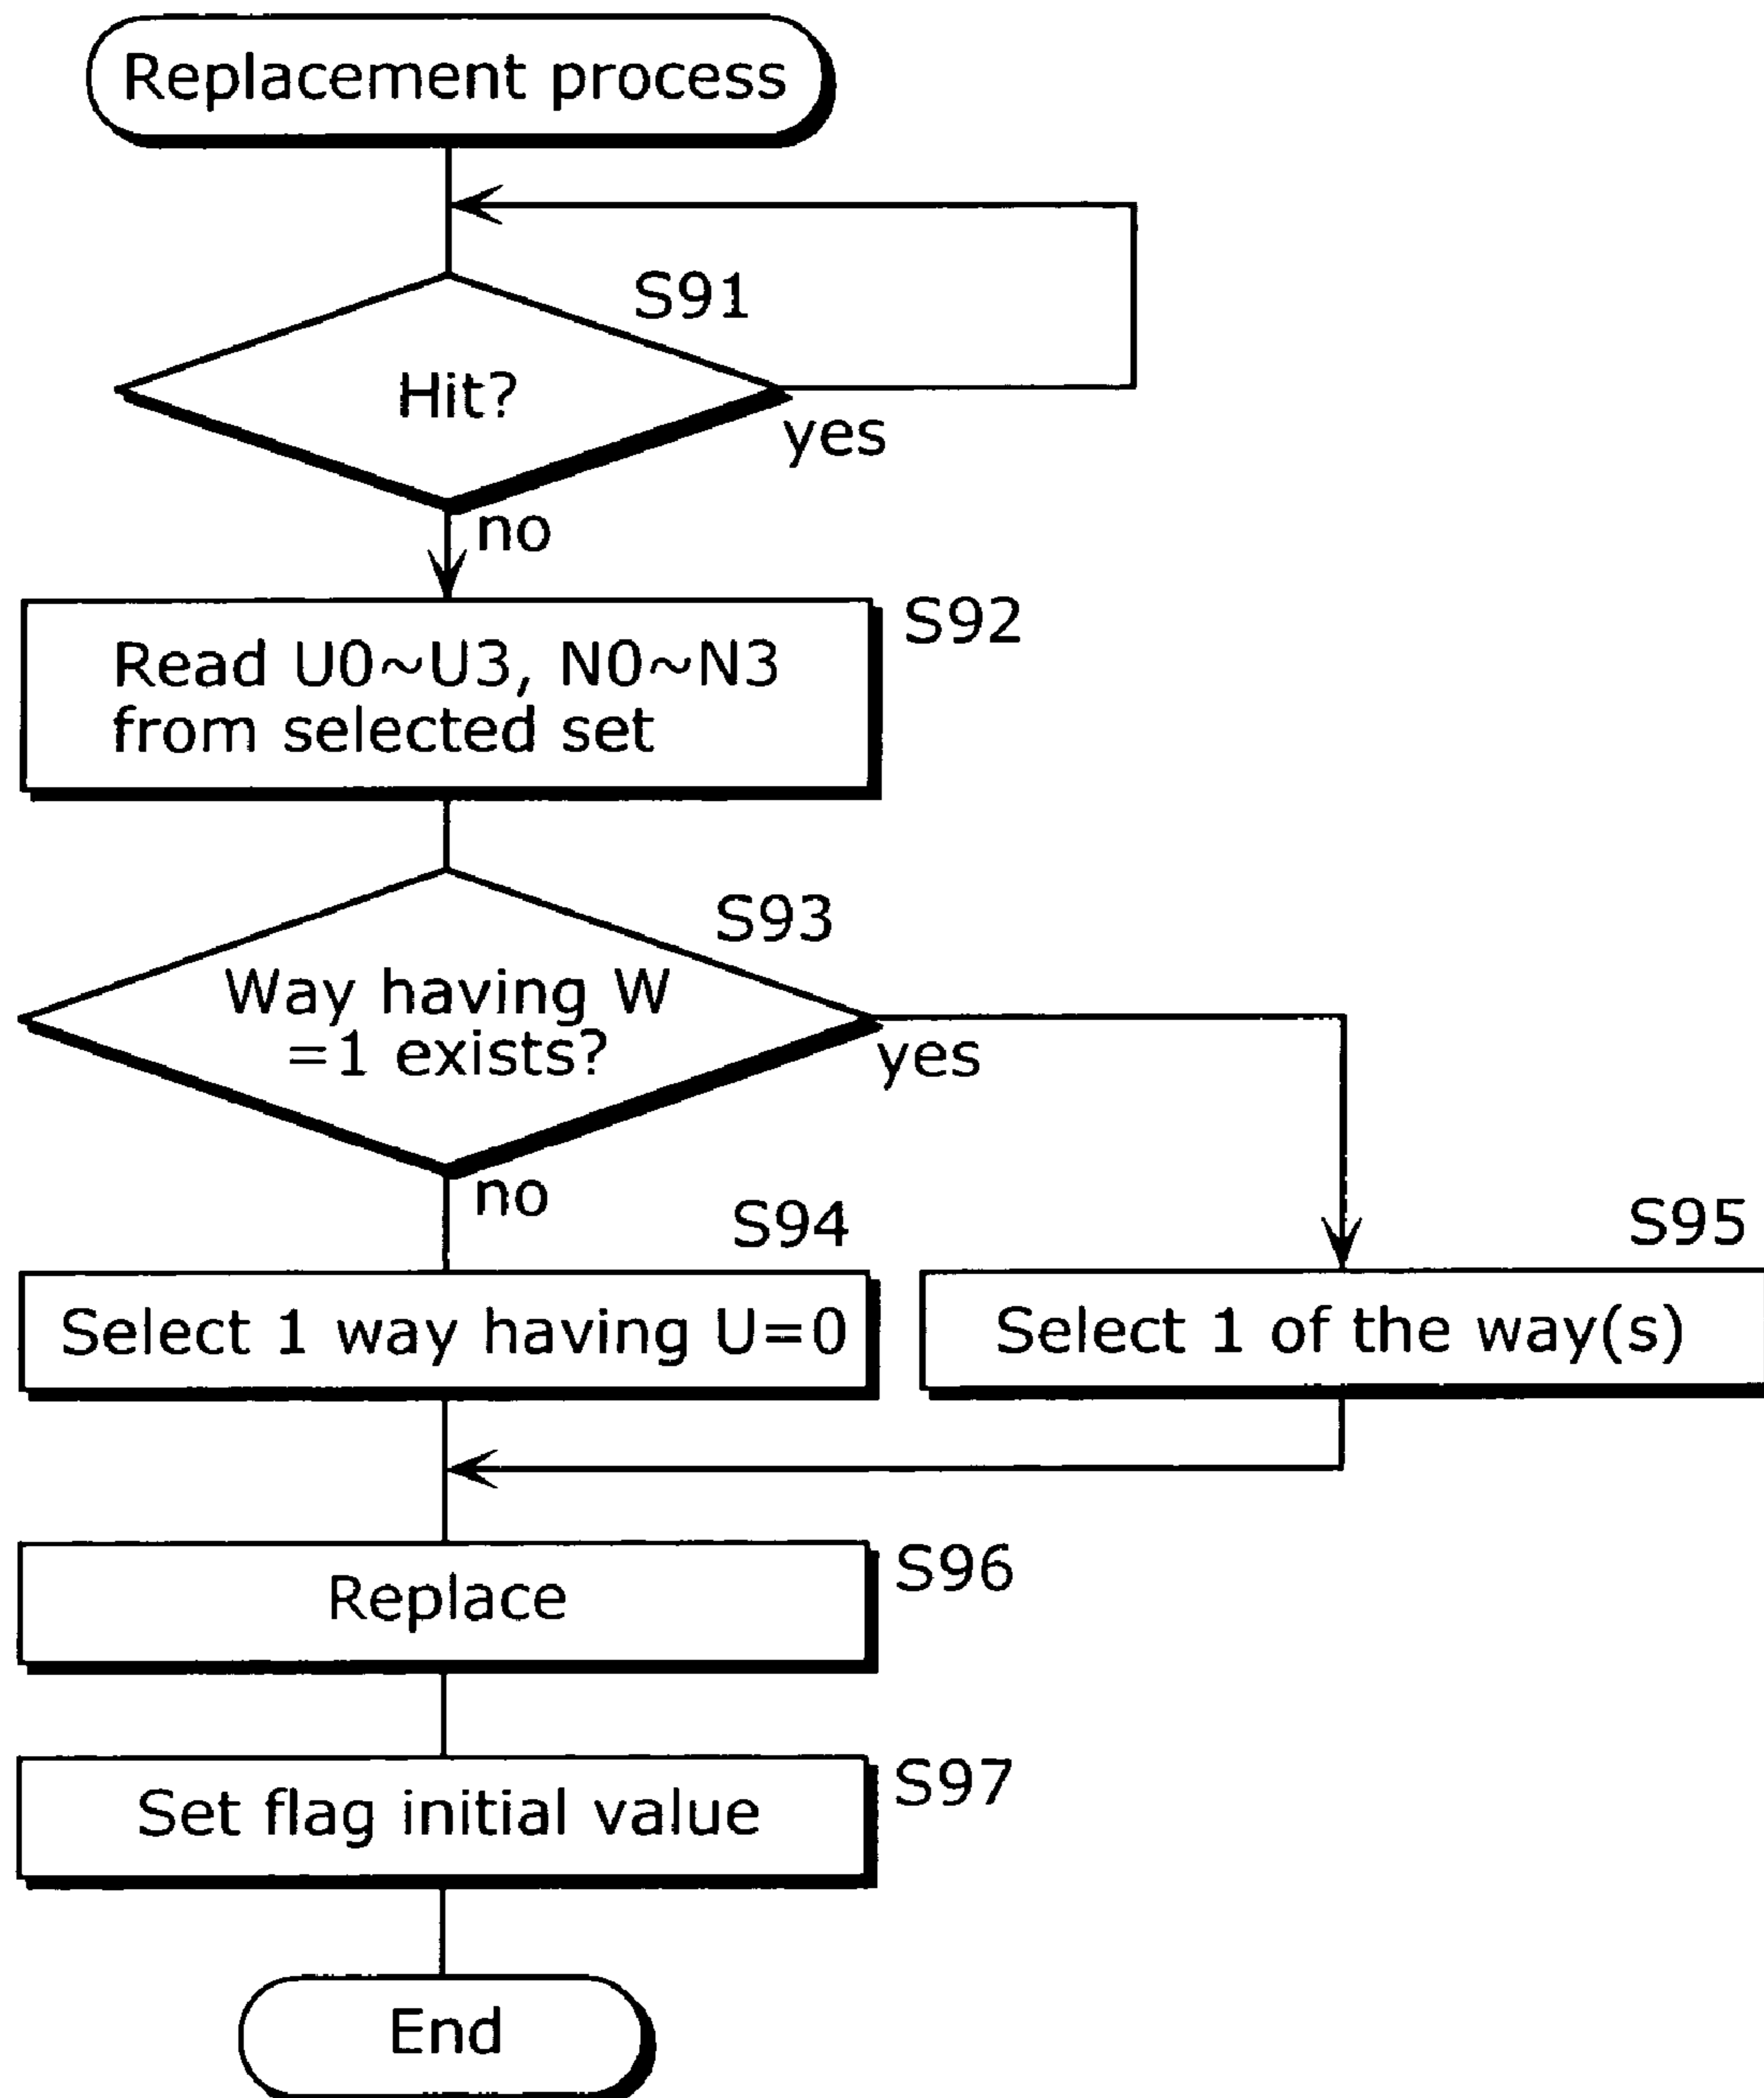 Replacement process
S91
Hit?
yes
no
S92
Read U0~U3, N0~N3
from selected set
S93
Way having W
=1 exists?
yes
no
S94
S95
Select 1 way having U=0
Select 1 of the way(s)
S96
Replace
S97
Set flag initial value
End